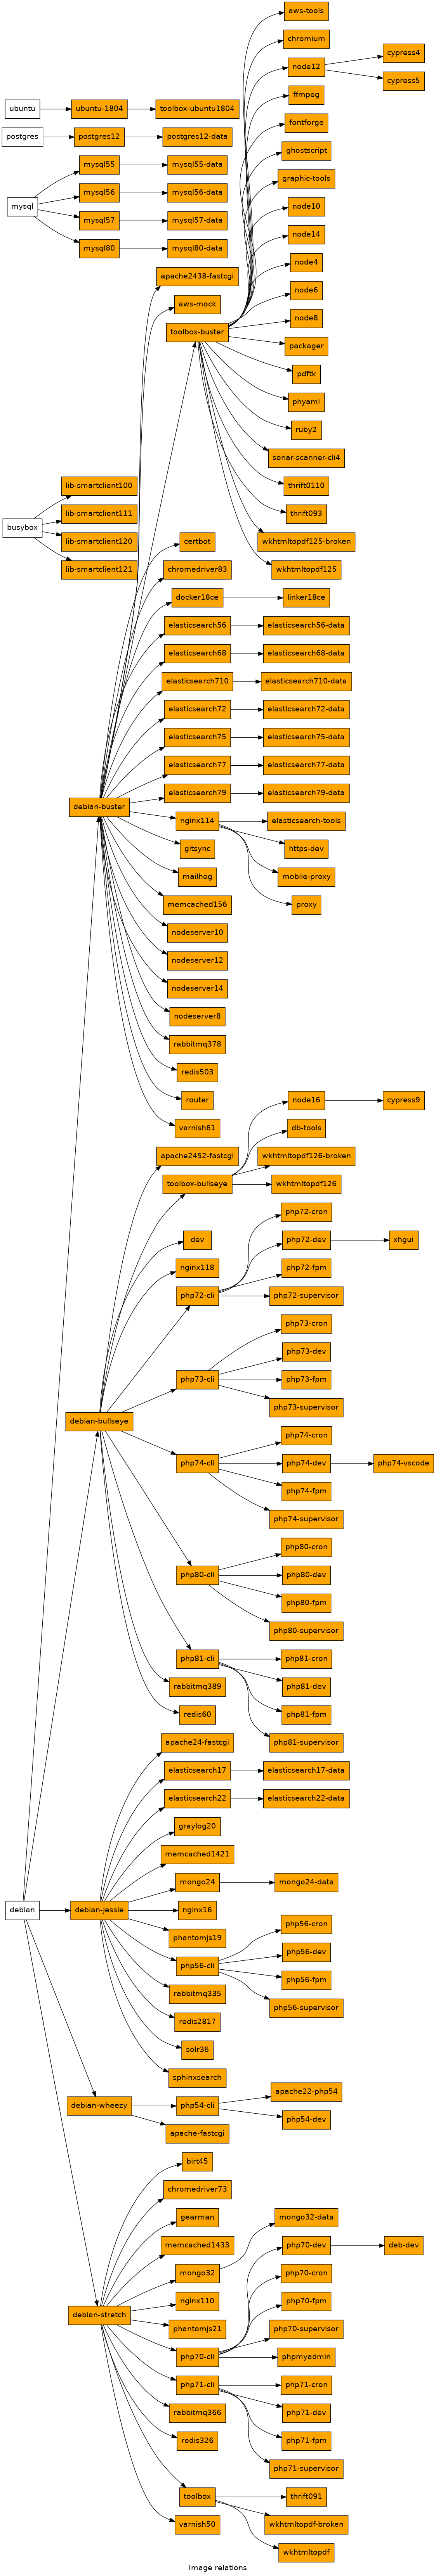 aws-tools
chromium
node12
cypress4
cypress5
ffmpeg
ubuntu
ubuntu-1804
toolbox-ubuntu1804
fontforge
postgres
postgres12
postgres12-data
ghostscript
mysql
mysql55
mysql55-data
graphic-tools
mysql56
mysql56-data
node10
mysql57
mysql57-data
node14
mysql80
mysql80-data
node4
apache2438-fastcgi
node6
aws-mock
node8
toolbox-buster
packager
pdftk
phyaml
ruby2
sonar-scanner-cli4
lib-smartclient100
thrift0110
busybox
lib-smartclient111
thrift093
lib-smartclient120
certbot
wkhtmltopdf125-broken
lib-smartclient121
chromedriver83
wkhtmltopdf125
docker18ce
linker18ce
elasticsearch56
elasticsearch56-data
elasticsearch68
elasticsearch68-data
elasticsearch710
elasticsearch710-data
elasticsearch72
elasticsearch72-data
elasticsearch75
elasticsearch75-data
elasticsearch77
elasticsearch77-data
elasticsearch79
elasticsearch79-data
debian-buster
nginx114
elasticsearch-tools
gitsync
https-dev
mailhog
mobile-proxy
memcached156
proxy
nodeserver10
nodeserver12
nodeserver14
nodeserver8
rabbitmq378
redis503
router
node16
cypress9
varnish61
db-tools
apache2452-fastcgi
wkhtmltopdf126-broken
toolbox-bullseye
wkhtmltopdf126
php72-cron
dev
php72-dev
xhgui
nginx118
php72-fpm
php72-cli
php72-supervisor
php73-cron
php73-dev
php73-cli
php73-fpm
php73-supervisor
debian-bullseye
php74-cron
php74-cli
php74-dev
php74-vscode
php74-fpm
php74-supervisor
php80-cron
php80-cli
php80-dev
php80-fpm
php80-supervisor
php81-cli
php81-cron
rabbitmq389
php81-dev
redis60
php81-fpm
apache24-fastcgi
php81-supervisor
elasticsearch17
elasticsearch17-data
elasticsearch22
elasticsearch22-data
graylog20
memcached1421
mongo24
mongo24-data
debian
debian-jessie
nginx16
php56-cron
phantomjs19
php56-dev
php56-cli
php56-fpm
rabbitmq335
php56-supervisor
redis2817
solr36
sphinxsearch
apache22-php54
debian-wheezy
php54-cli
php54-dev
apache-fastcgi
birt45
chromedriver73
gearman
mongo32-data
memcached1433
php70-dev
deb-dev
mongo32
php70-cron
nginx110
php70-fpm
debian-stretch
phantomjs21
php70-supervisor
php70-cli
phpmyadmin
php71-cli
php71-cron
rabbitmq366
php71-dev
redis326
php71-fpm
php71-supervisor
toolbox
thrift091
varnish50
wkhtmltopdf-broken
wkhtmltopdf
Image relations